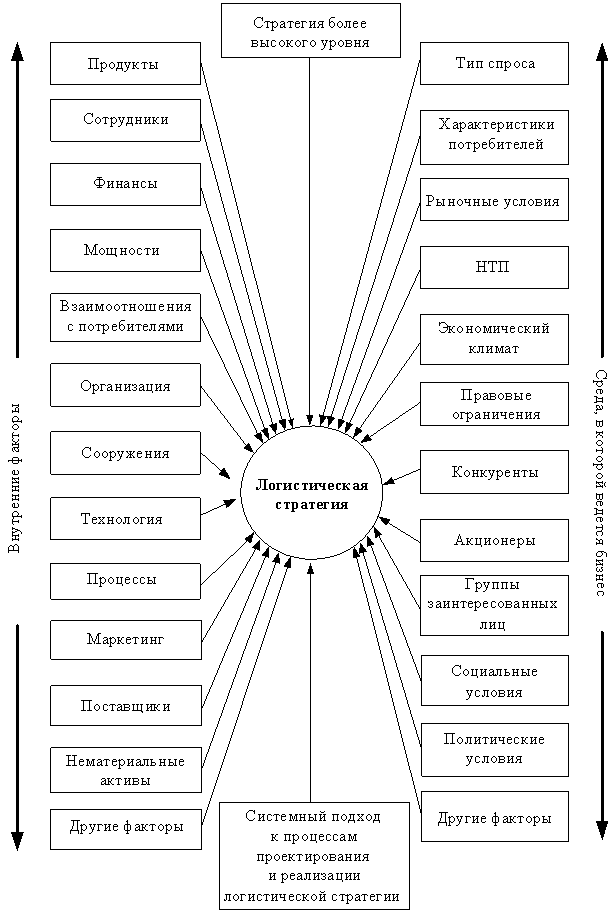 Стратегия более
высокого уровня
Внутренние факторы
Продукты
Сотрудники
Финансы
Мощности
Взаимоотношения
с потребителями
Организация
Сооружения
Технология
Процессы
Маркетинг
Поставщики
Нематериальные
активы
Другие факторы
Логистическая
стратегия
Тип спроса
Характеристики
потребителей
Рыночные условия
НТП
Экономический
климат
Правовые
ограничения
Конкуренты
Акционеры
Группы
заинтересованных
лиц
Социальные
условия
Политические
условия
Другие факторы
Среда, в которой ведется бизнес
Системный подход
к процессам
проектирования
и реализации
логистической стратегии